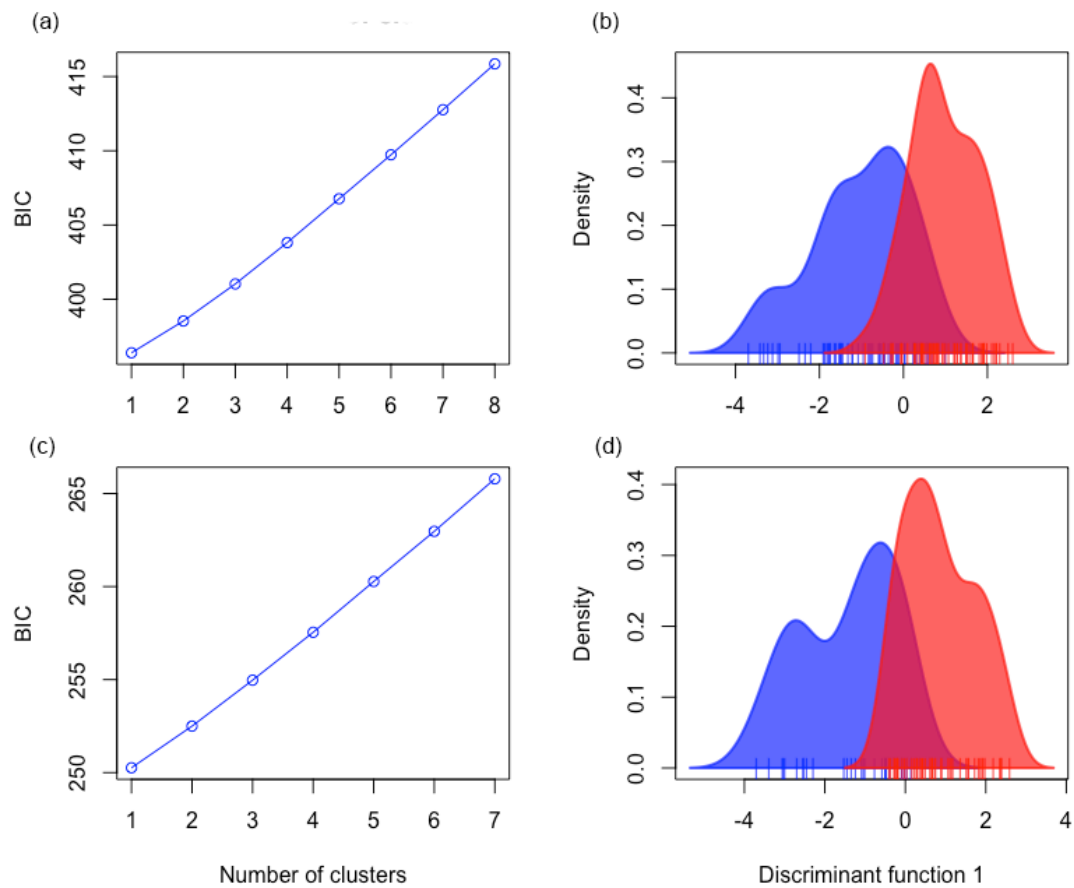 (a)
BIC
415
410
405
400
1 2 3 4 5 6 7 8
(b)
Density
0.4
0.3
0.2
0.1
0.0
-4 -2 0 2
(c)
BIC
265
260
255
250
1 2 3 4 5 6 7
Number of clusters
(d)
Density
0.4
0.3
0.2
0.1
0.0
-4 -2 0 2 4
Discriminant function 1